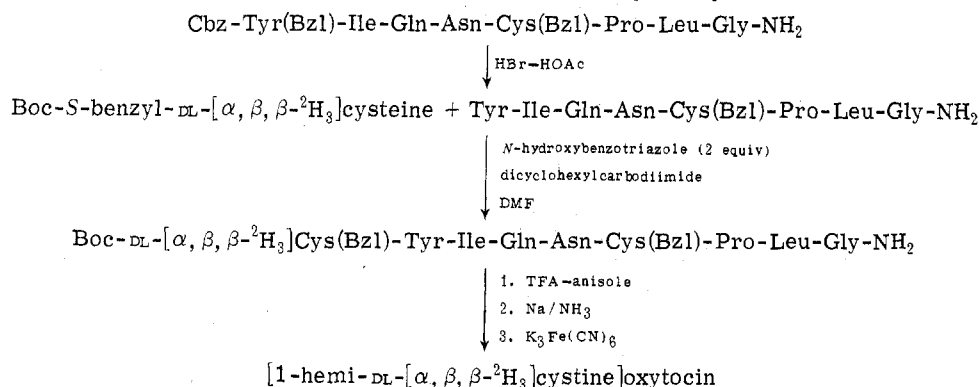 Cbz-Tyr(Bzl)-Ile-Gln-Asn-Cys(Bzl)-Pro-Leu-Gly-NH₂
HBr-HOAc
Boc-S-benzyl-DL-[α, β, β-²H₃]cysteine + Tyr-Ile-Gln-Asn-Cys(Bzl)-Pro-Leu-Gly-NH₂
N-hydroxybenzotriazole (2 equiv)
dicyclohexylcarbodiimide
DMF
Boc-DL-[α, β, β-²H₃]Cys(Bzl)-Tyr-Ile-Gln-Asn-Cys(Bzl)-Pro-Leu-Gly-NH₂
1. TFA-anisole
2. Na/NH₃
3. K₃Fe(CN)₆
[1-hemi-DL-[α, β, β-²H₃]cystine]oxytocin